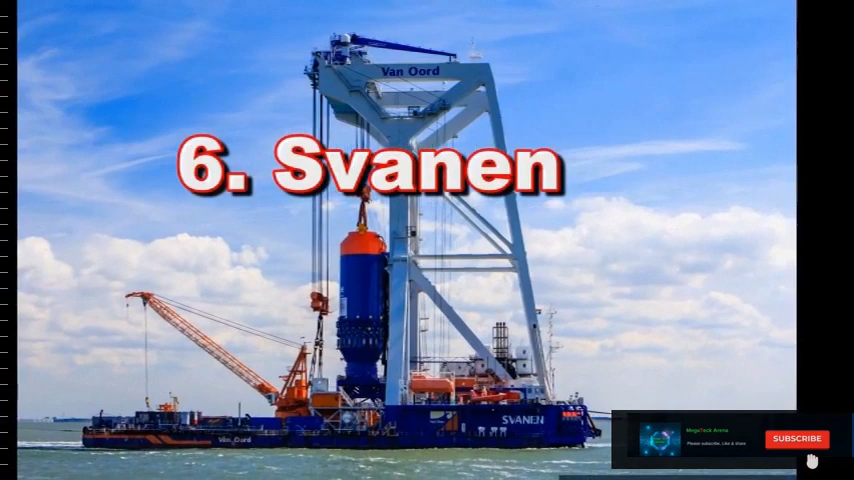 Van Oord
6. Svanen
SVANEN
Van Oord
MegaTeck Arena
Please subscribe, Like & share
SUBSCRIBE